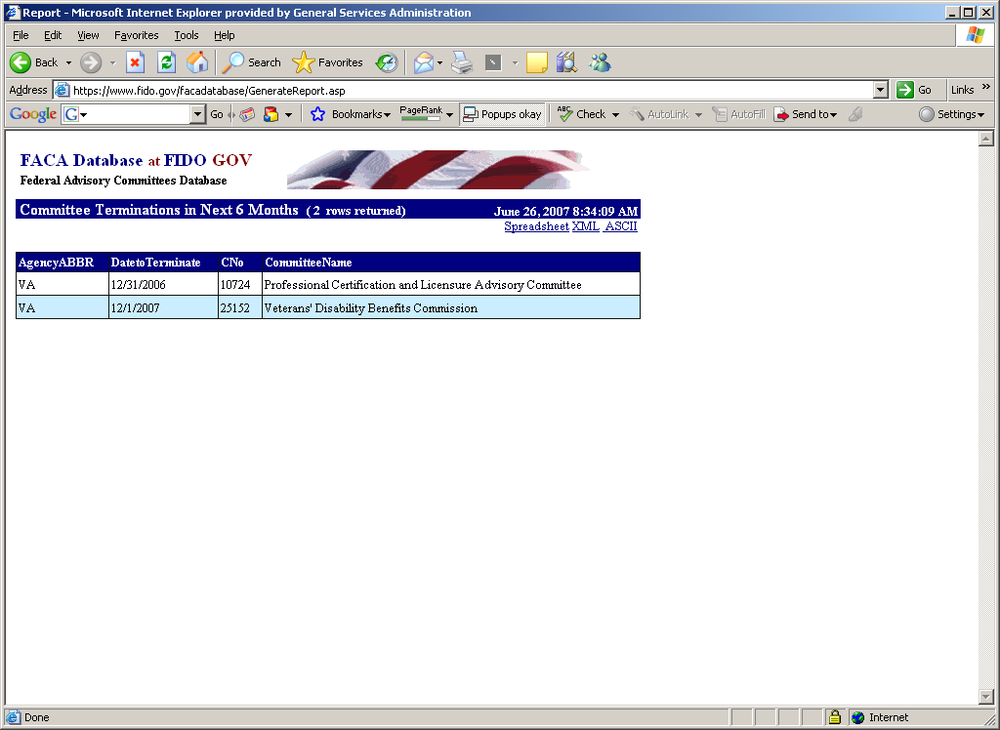 Report - Microsoft Internet Explorer provided by General Services Administration
File Edit View Favorites Tools Help
Back Search Favorites
Address https://www.fido.gov/facadatabase/GenerateReport.asp Go Links »
Google G Go Bookmarks PageRank Popups okay ABC Check AutoLink AutoFill Send to Settings
FACA Database at FIDO GOV
Federal Advisory Committees Database
Committee Terminations in Next 6 Months ( 2 rows returned) June 26, 2007 8:34:09 AM
Spreadsheet XML ASCII
AgencyABBR DatetoTerminate CNo CommitteeName
VA 12/31/2006 10724 Professional Certification and Licensure Advisory Committee
VA 12/1/2007 25152 Veterans' Disability Benefits Commission
Done Internet